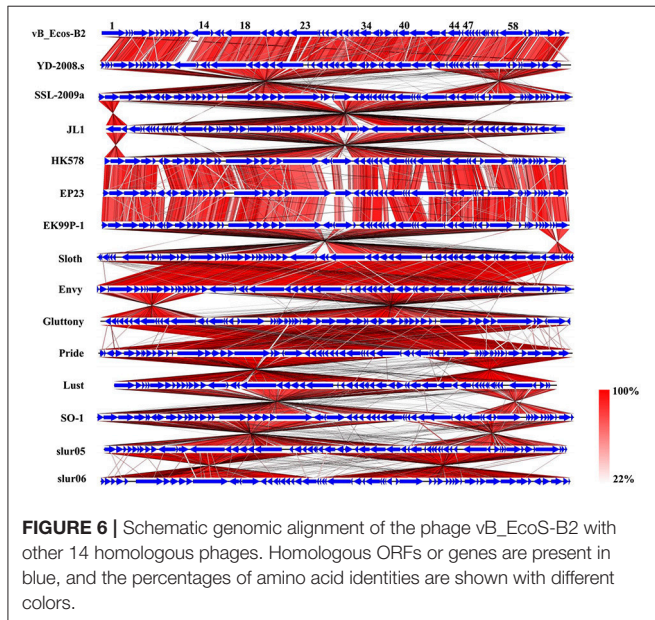 1 14 18 23 34 40 44 47 58
vB_Ecos-B2
YD-2008.s
SSL-2009a
JL1
HK578
EP23
EK99P-1
Sloth
Envy
Gluttony
Pride
Lust
SO-1
slur05
slur06
100%
22%
FIGURE 6 | Schematic genomic alignment of the phage vB_EcoS-B2 with
other 14 homologous phages. Homologous ORFs or genes are present in
blue, and the percentages of amino acid identities are shown with different
colors.